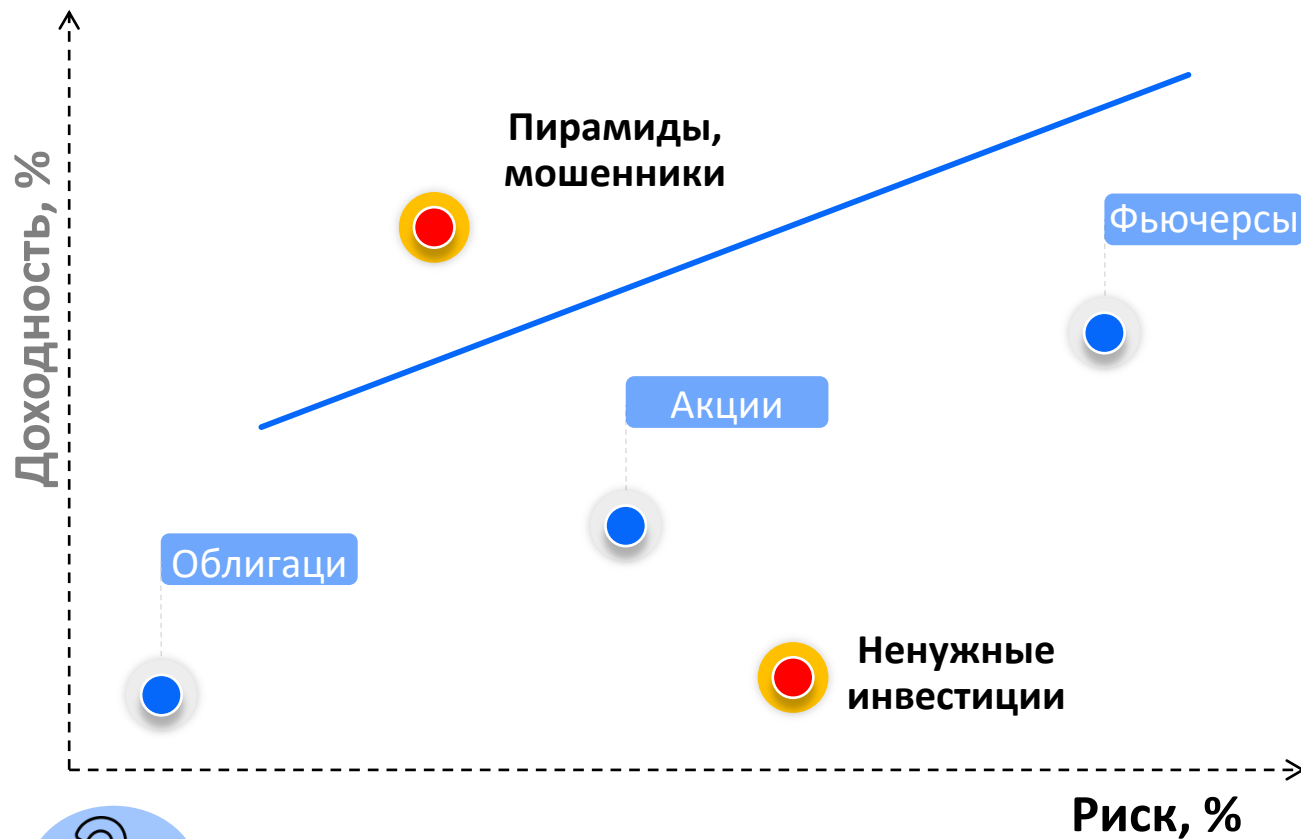 Доходность, %
Пирамиды,
мошенники
Фьючерсы
Акции
Облигаци
Ненужные
инвестиции
Риск, %